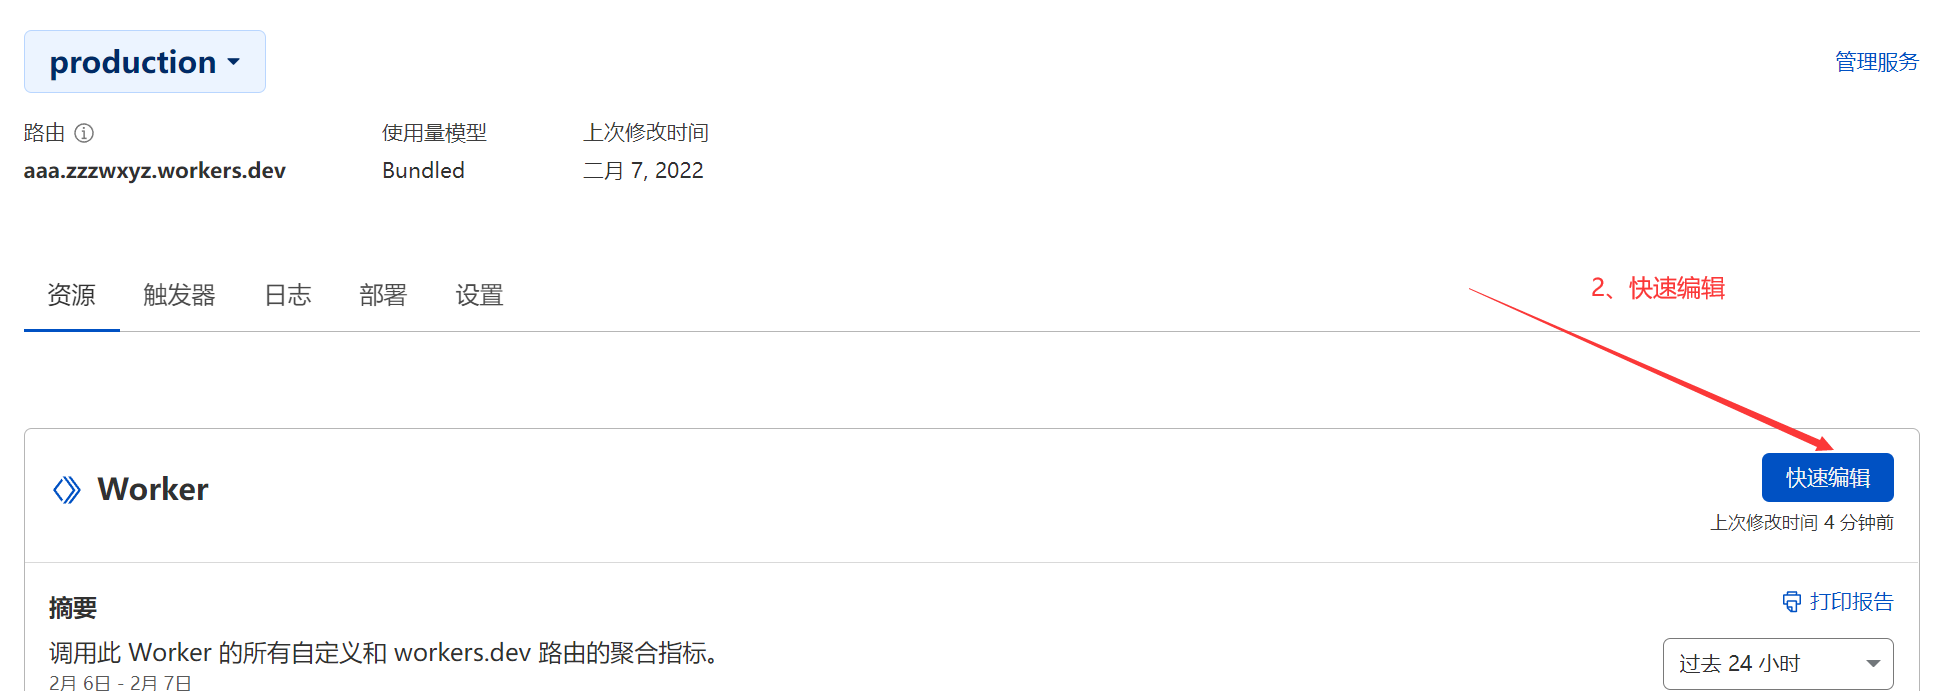 production
管理服务
路由
使用量模型
上次修改时间
aaa.zzzwxyz.workers.dev
Bundled
二月 7, 2022
资源
触发器
日志
部署
设置
2、快速编辑
Worker
快速编辑
上次修改时间 4 分钟前
摘要
打印报告
调用此 Worker 的所有自定义和 workers.dev 路由的聚合指标。
过去 24 小时
2月 6日 - 2月 7日